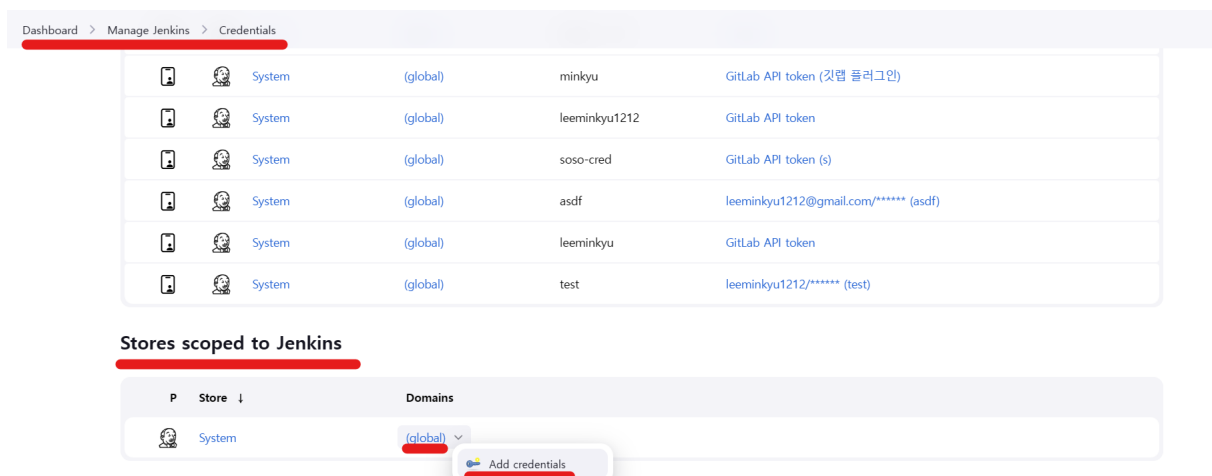 Dashboard > Manage Jenkins > Credentials
System (global) minkyu GitLab API token (깃랩 플러그인)
System (global) leeminkyu1212 GitLab API token
System (global) soso-cred GitLab API token (s)
System (global) asdf leeminkyu1212@gmail.com/****** (asdf)
System (global) leeminkyu GitLab API token
System (global) test leeminkyu1212/****** (test)
Stores scoped to Jenkins
P Store ↓ Domains
System (global)
Add credentials